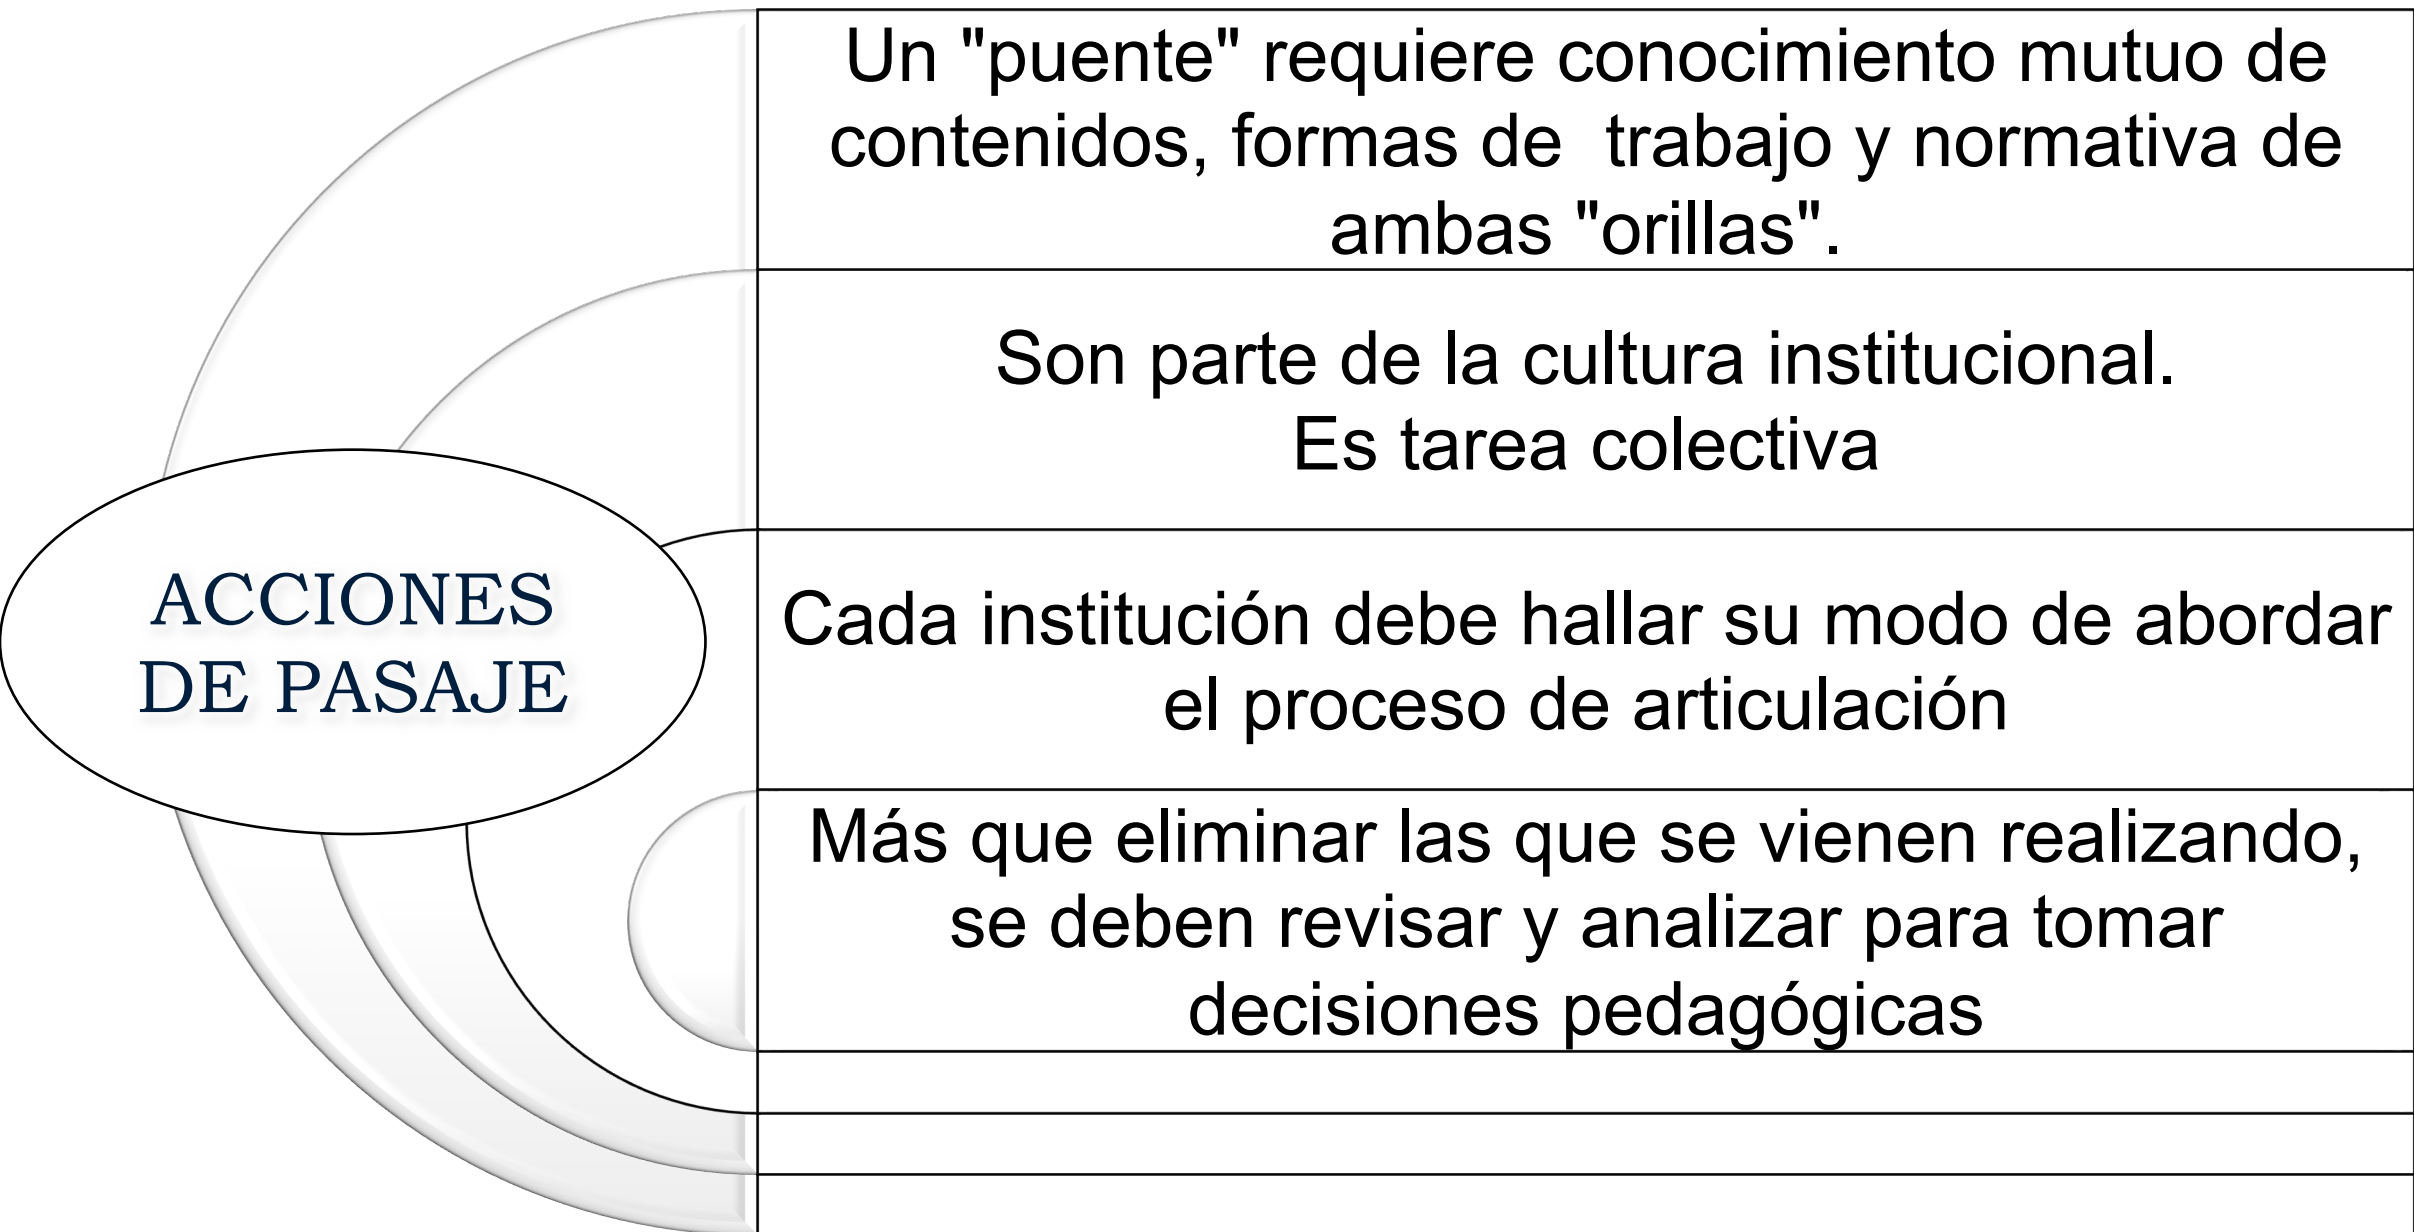 Un "puente" requiere conocimiento mutuo de
contenidos, formas de  trabajo y normativa de
ambas "orillas".
Son parte de la cultura institucional.
Es tarea colectiva
ACCIONES
DE PASAJE
Cada institución debe hallar su modo de abordar
el proceso de articulación
Más que eliminar las que se vienen realizando,
se deben revisar y analizar para tomar
decisiones pedagógicas